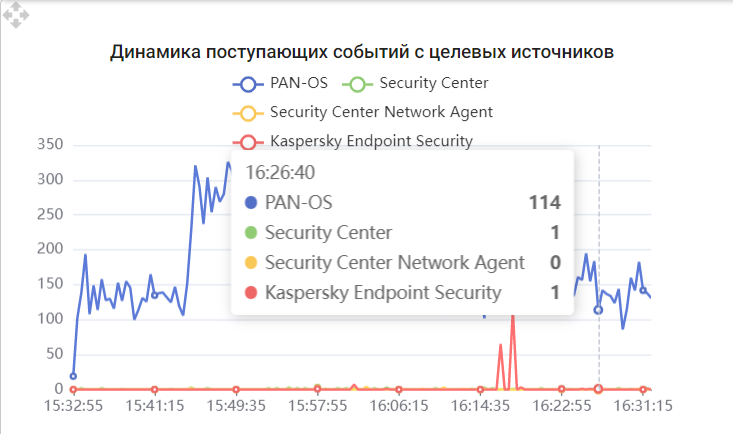 Динамика поступающих событий с целевых источников
PAN-OS Security Center
Security Center Network Agent
Kaspersky Endpoint Security
350
300
250
200
150
100
50
0
16:26:40
PAN-OS 114
Security Center 1
Security Center Network Agent 0
Kaspersky Endpoint Security 1
15:32:55 15:41:15 15:49:35 15:57:55 16:06:15 16:14:35 16:22:55 16:31:15